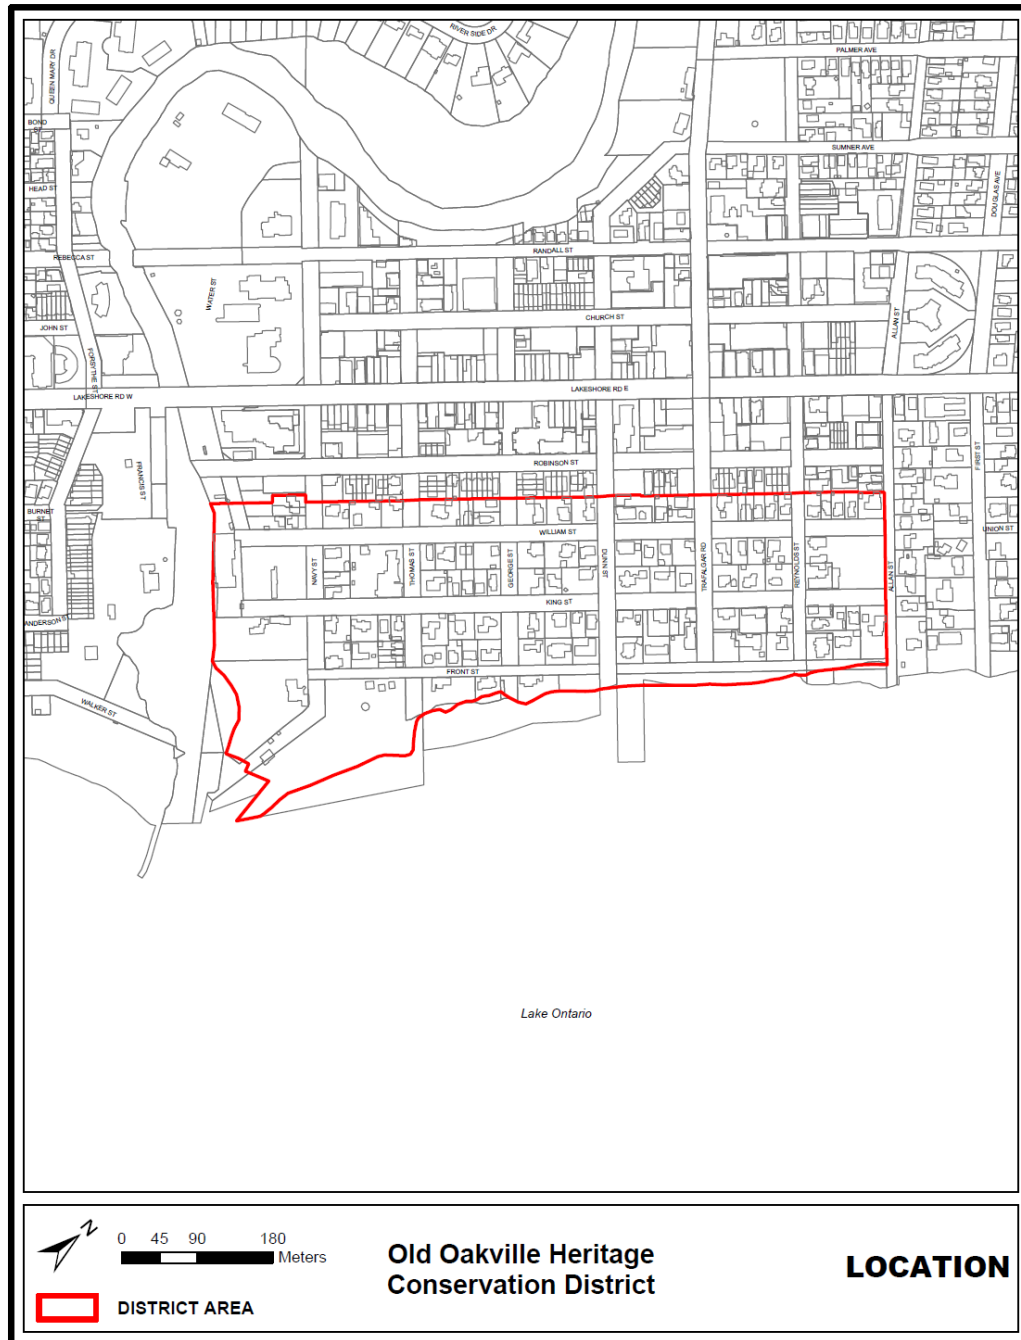 RIVER SIDE DR
PALMER AVE
QUEEN MARY DR
BOND
ST
SUMNER AVE
HEAD ST
DOUGLAS AVE
RANDALL ST
REBECCA ST
WATER ST
CHURCH ST
JOHN ST
ALLAN ST
FORSYTHE ST
LAKESHORE RD E
LAKESHORE RD W
ROBINSON ST
FIRST ST
FRANCIS ST
BURNET
ST
WILLIAM ST
UNION ST
NAVY ST
THOMAS ST
GEORGE ST
DUNN ST
TRAFALGAR RD
REYNOLDS ST
ALLAN ST
KING ST
ANDERSON ST
FRONT ST
WALKER ST
Lake Ontario
N
0 45 90 180
Meters
Old Oakville Heritage
Conservation District
LOCATION
DISTRICT AREA